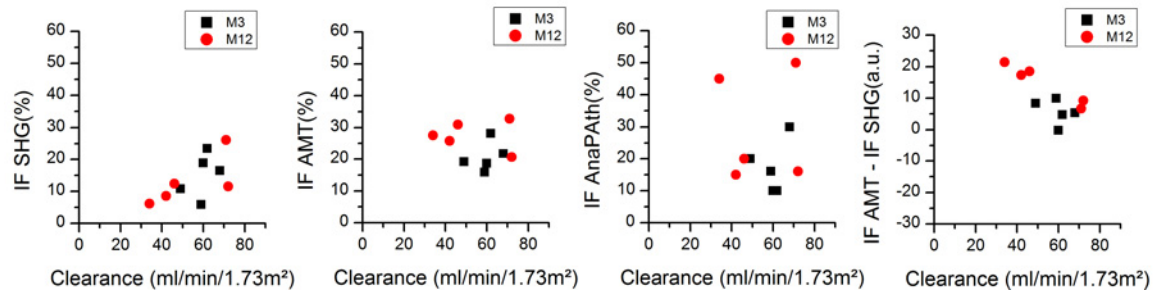 M3
M12
IF SHG(%)
60
50
40
30
20
10
0
0 20 40 60 80
Clearance (ml/min/1.73m²)
M3
M12
IF AMT(%)
60
50
40
30
20
10
0
0 20 40 60 80
Clearance (ml/min/1.73m²)
M3
M12
IF AnaPAth(%)
60
50
40
30
20
10
0
0 20 40 60 80
Clearance (ml/min/1.73m²)
M3
M12
IF AMT - IF SHG(a.u.)
30
20
10
0
-10
-20
-30
0 20 40 60 80
Clearance (ml/min/1.73m²)